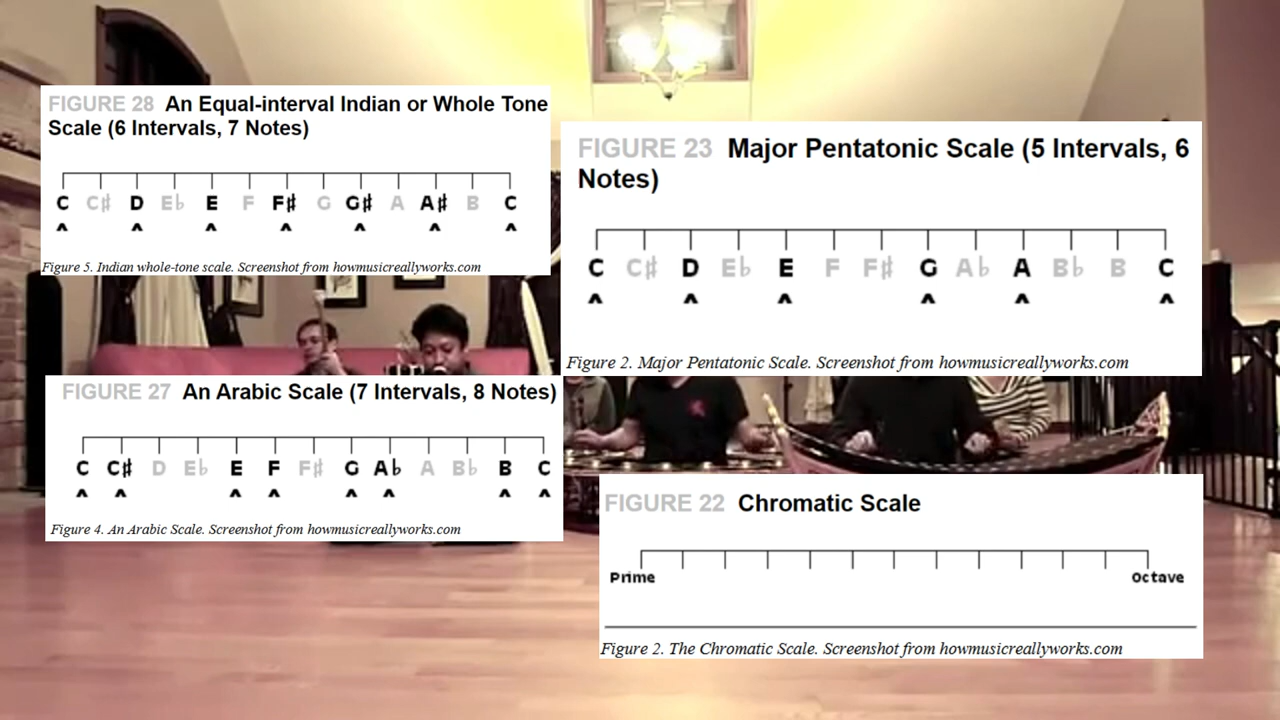 FIGURE 28 An Equal-interval Indian or Whole Tone
Scale (6 Intervals, 7 Notes)
C C♯ D E♭ E F F♯ G G♯ A A♯ B C
^ ^ ^ ^ ^ ^ ^
Figure 5. Indian whole-tone scale. Screenshot from howmusicreallyworks.com
FIGURE 23 Major Pentatonic Scale (5 Intervals, 6
Notes)
C C♯ D E♭ E F F♯ G A♭ A B♭ B C
^ ^ ^ ^ ^ ^
Figure 2. Major Pentatonic Scale. Screenshot from howmusicreallyworks.com
FIGURE 27 An Arabic Scale (7 Intervals, 8 Notes)
C C♯ D E♭ E F F♯ G A♭ A B♭ B C
^ ^ ^ ^ ^ ^ ^ ^
Figure 4. An Arabic Scale. Screenshot from howmusicreallyworks.com
FIGURE 22 Chromatic Scale
Prime Octave
Figure 2. The Chromatic Scale. Screenshot from howmusicreallyworks.com